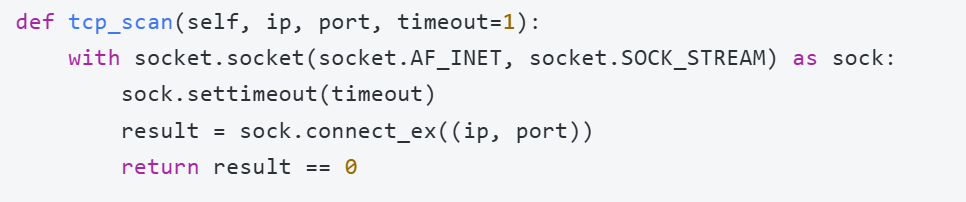 def tcp_scan(self, ip, port, timeout=1):
    with socket.socket(socket.AF_INET, socket.SOCK_STREAM) as sock:
        sock.settimeout(timeout)
        result = sock.connect_ex((ip, port))
        return result == 0